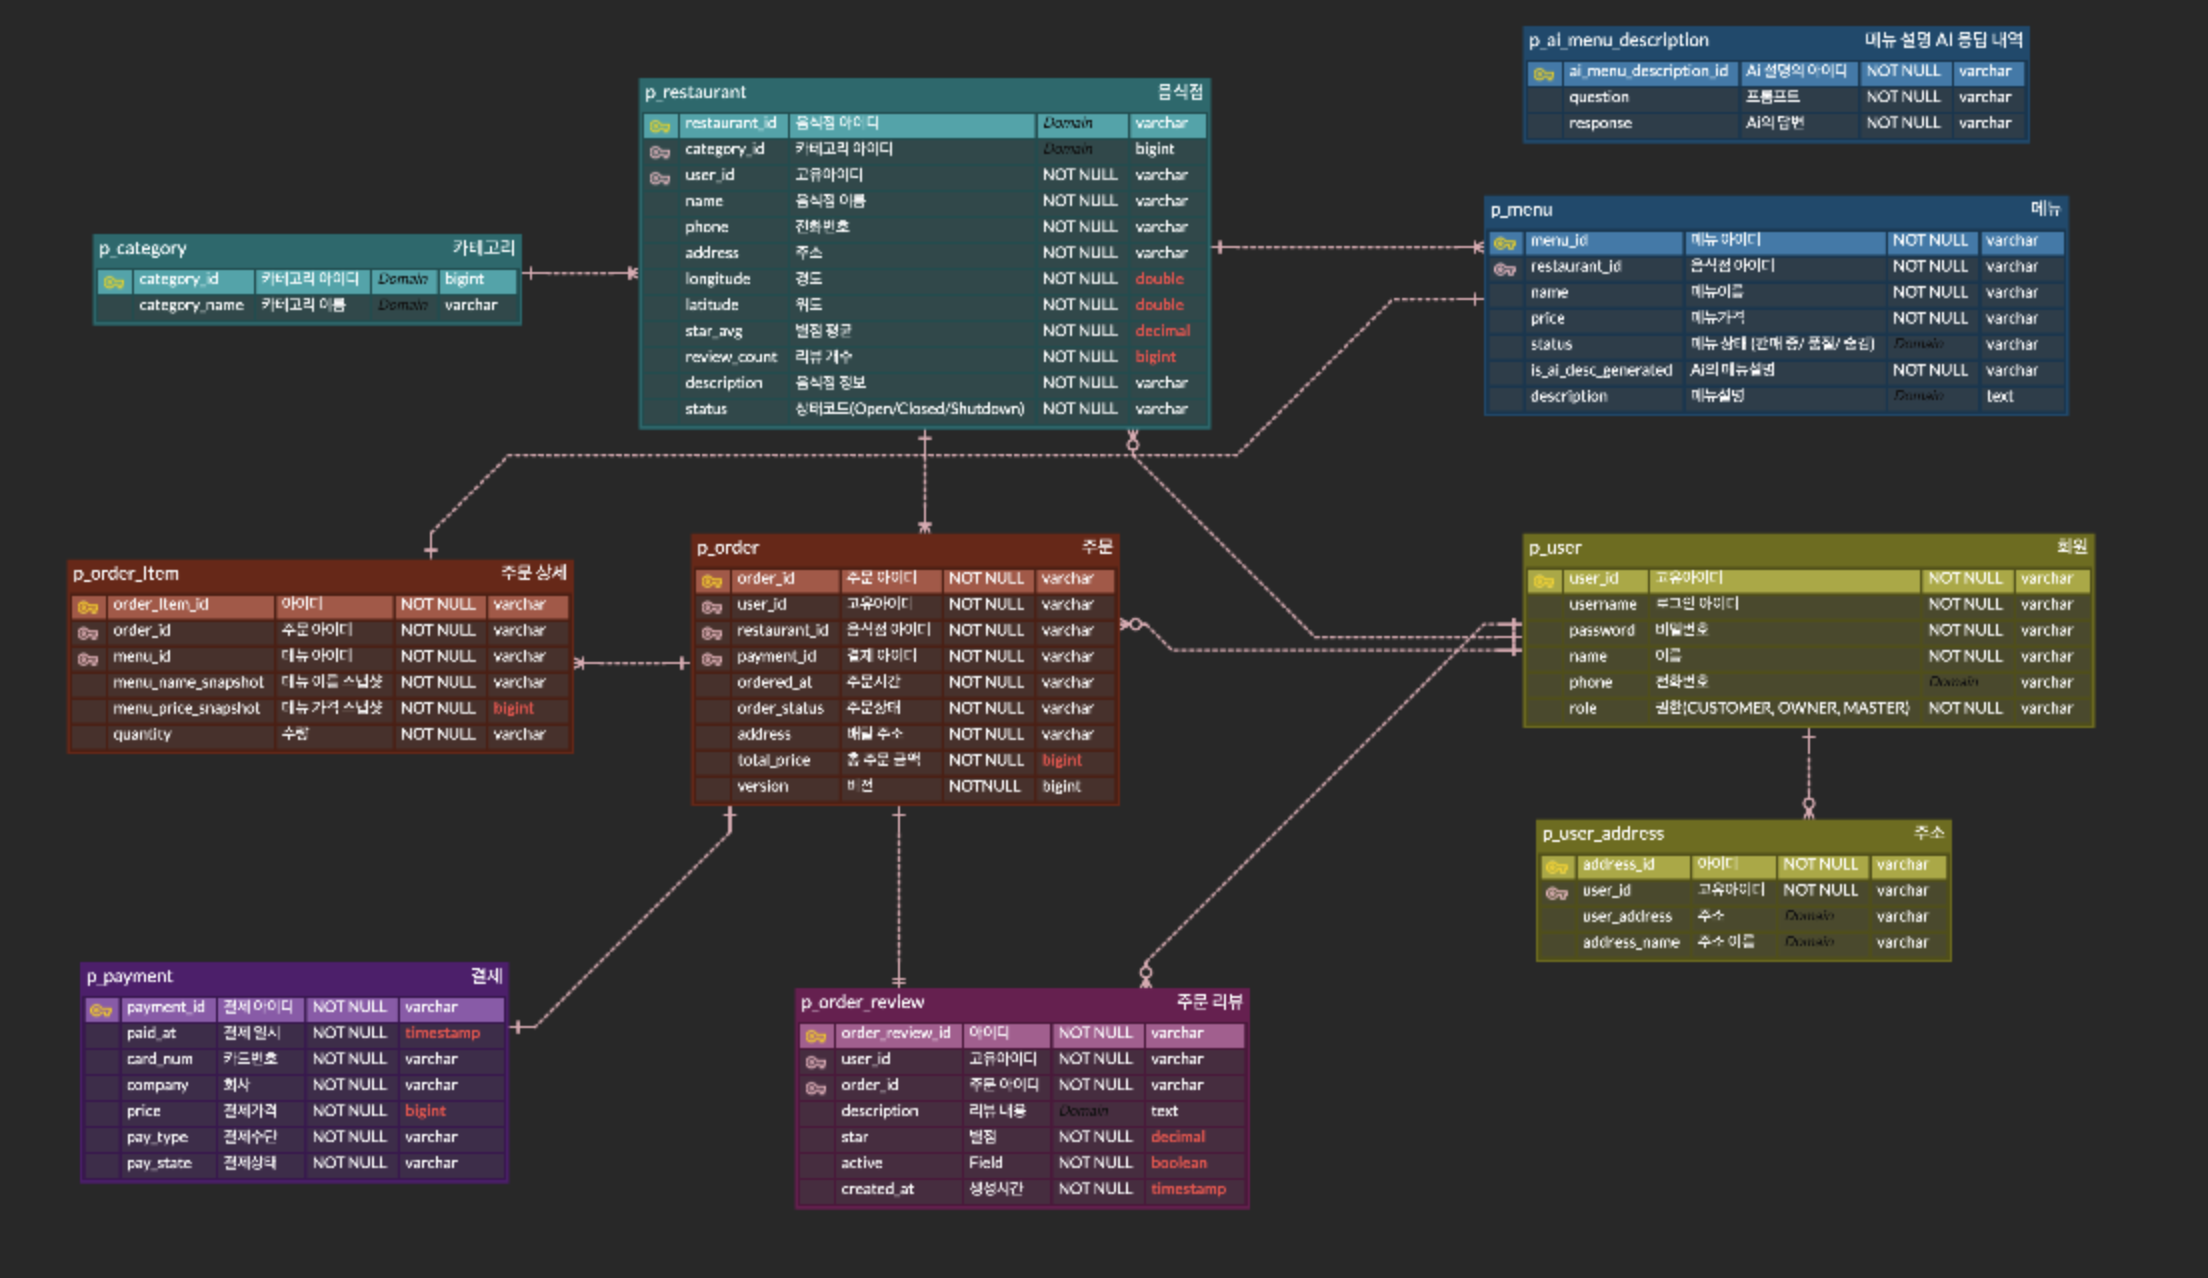 p_ai_menu_description 메뉴 설명 AI 응답 내역
ai_menu_description_id Ai 설명의 아이디 NOT NULL varchar
question 프롬프트 NOT NULL varchar
response Ai의 답변 NOT NULL varchar
p_restaurant 음식점
restaurant_id 음식점 아이디 Domain varchar
category_id 카테고리 아이디 Domain bigint
user_id 고유아이디 NOT NULL varchar
name 음식점 이름 NOT NULL varchar
phone 전화번호 NOT NULL varchar
address 주소 NOT NULL varchar
longitude 경도 NOT NULL double
latitude 위도 NOT NULL double
star_avg 별점 평균 NOT NULL decimal
review_count 리뷰 개수 NOT NULL bigint
description 음식점 정보 NOT NULL varchar
status 상태코드(Open/Closed/Shutdown) NOT NULL varchar
p_menu 메뉴
menu_id 메뉴 아이디 NOT NULL varchar
restaurant_id 음식점 아이디 NOT NULL varchar
name 메뉴이름 NOT NULL varchar
price 메뉴가격 NOT NULL varchar
status 메뉴 상태 (판매 중/ 품절/ 숨김) Domain varchar
is_ai_desc_generated AI의 메뉴설명 NOT NULL varchar
description 메뉴설명 Domain text
p_category 카테고리
category_id 카테고리 아이디 Domain bigint
category_name 카테고리 이름 Domain varchar
p_order_item 주문 상세
order_item_id 아이디 NOT NULL varchar
order_id 주문 아이디 NOT NULL varchar
menu_id 메뉴 아이디 NOT NULL varchar
menu_name_snapshot 메뉴 이름 스냅샷 NOT NULL varchar
menu_price_snapshot 메뉴 가격 스냅샷 NOT NULL bigint
quantity 수량 NOT NULL varchar
p_order 주문
order_id 주문 아이디 NOT NULL varchar
user_id 고유아이디 NOT NULL varchar
restaurant_id 음식점 아이디 NOT NULL varchar
payment_id 결제 아이디 NOT NULL varchar
ordered_at 주문시간 NOT NULL varchar
order_status 주문상태 NOT NULL varchar
address 배달 주소 NOT NULL varchar
total_price 총 주문 금액 NOT NULL bigint
version 버전 NOTNULL bigint
p_user 회원
user_id 고유아이디 NOT NULL varchar
username 로그인 아이디 NOT NULL varchar
password 비밀번호 NOT NULL varchar
name 이름 NOT NULL varchar
phone 전화번호 Domain varchar
role 권한(CUSTOMER, OWNER, MASTER) NOT NULL varchar
p_user_address 주소
address_id 아이디 NOT NULL varchar
user_id 고유아이디 NOT NULL varchar
user_address 주소 Domain varchar
address_name 주소 이름 Domain varchar
p_payment 결제
payment_id 결제 아이디 NOT NULL varchar
paid_at 결제 일시 NOT NULL timestamp
card_num 카드번호 NOT NULL varchar
company 회사 NOT NULL varchar
price 결제가격 NOT NULL bigint
pay_type 결제수단 NOT NULL varchar
pay_state 결제상태 NOT NULL varchar
p_order_review 주문 리뷰
order_review_id 아이디 NOT NULL varchar
user_id 고유아이디 NOT NULL varchar
order_id 주문 아이디 NOT NULL varchar
description 리뷰 내용 Domain text
star 별점 NOT NULL decimal
active Field NOT NULL boolean
created_at 생성시간 NOT NULL timestamp